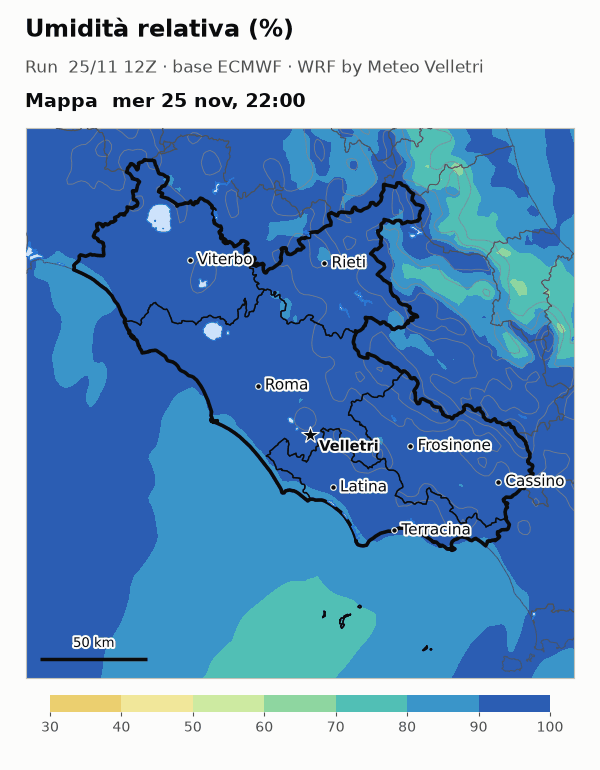 Umidità relativa (%)
Run  25/11 12Z · base ECMWF · WRF by Meteo Velletri
Mappa  mer 25 nov, 22:00
Viterbo
Rieti
Roma
Velletri
Frosinone
Cassino
Latina
Terracina
50 km
30 40 50 60 70 80 90 100